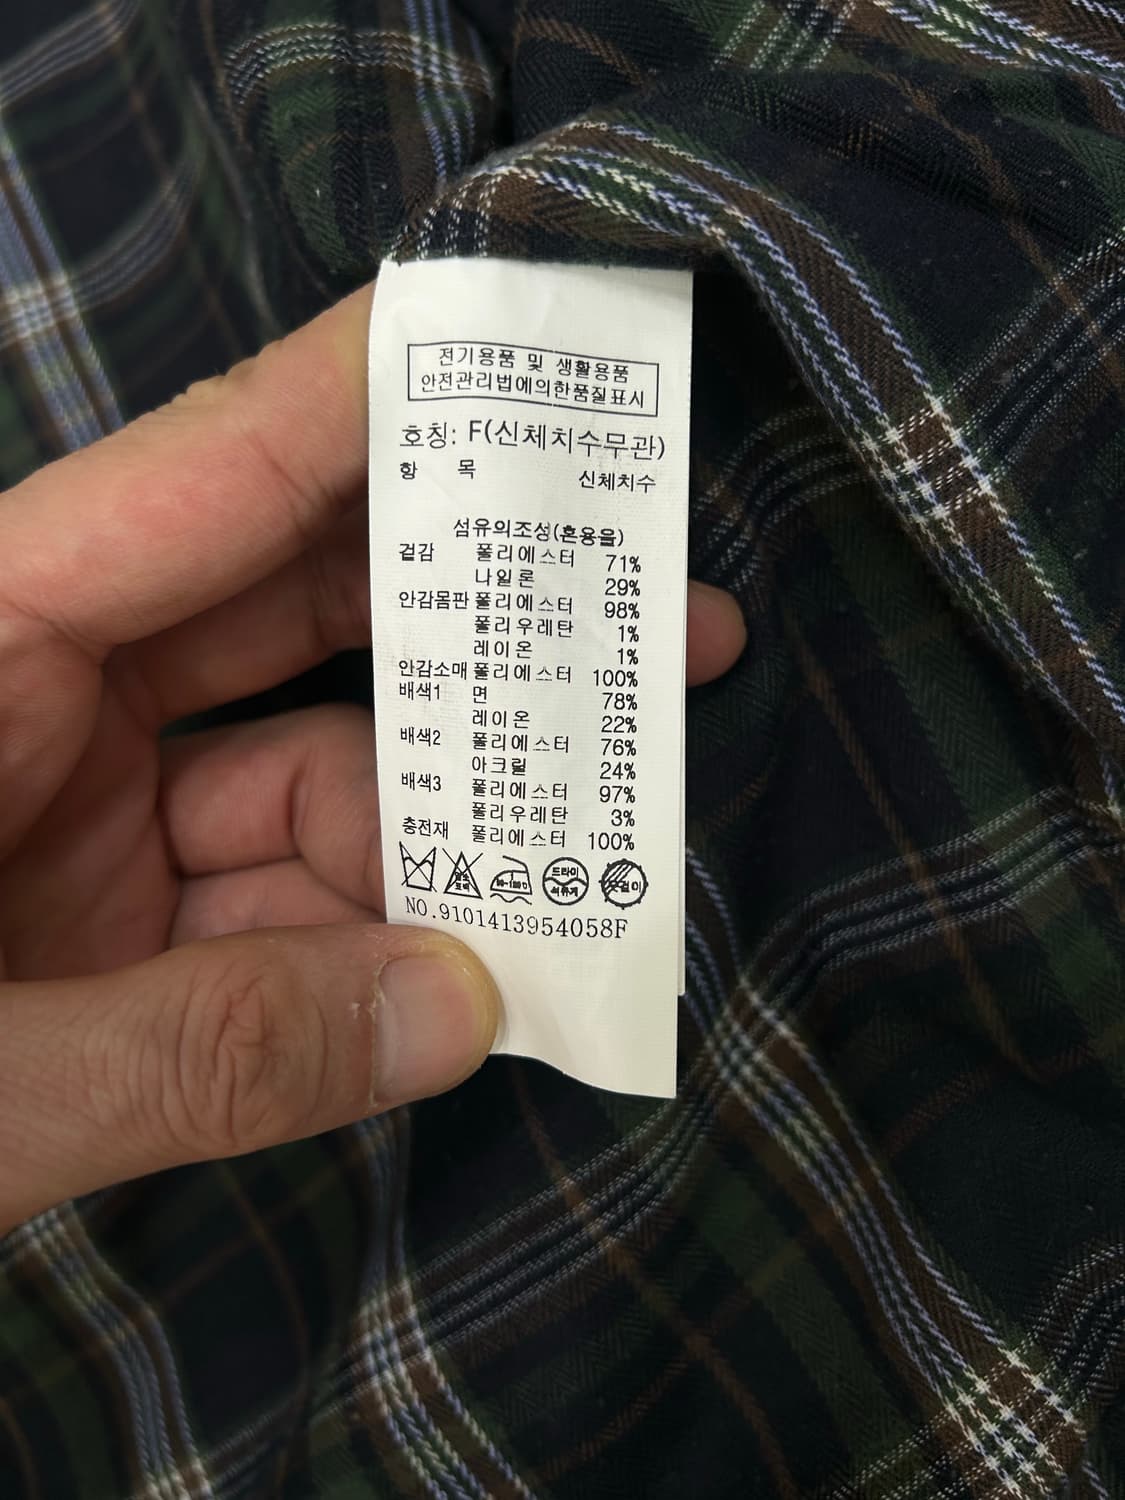 전기용품 및 생활용품
안전관리법에의한품질표시
호칭: F(신체치수무관)
항 목 신체치수
섬유의조성(혼용율)
겉감 폴리에스터 71%
나일론 29%
안감몸판 폴리에스터 98%
폴리우레탄 1%
레이온 1%
안감소매 폴리에스터 100%
배색1 면 78%
레이온 22%
배색2 폴리에스터 76%
아크릴 24%
배색3 폴리에스터 97%
폴리우레탄 3%
충전재 폴리에스터 100%
드라이
석유계
NO.9101413954058F